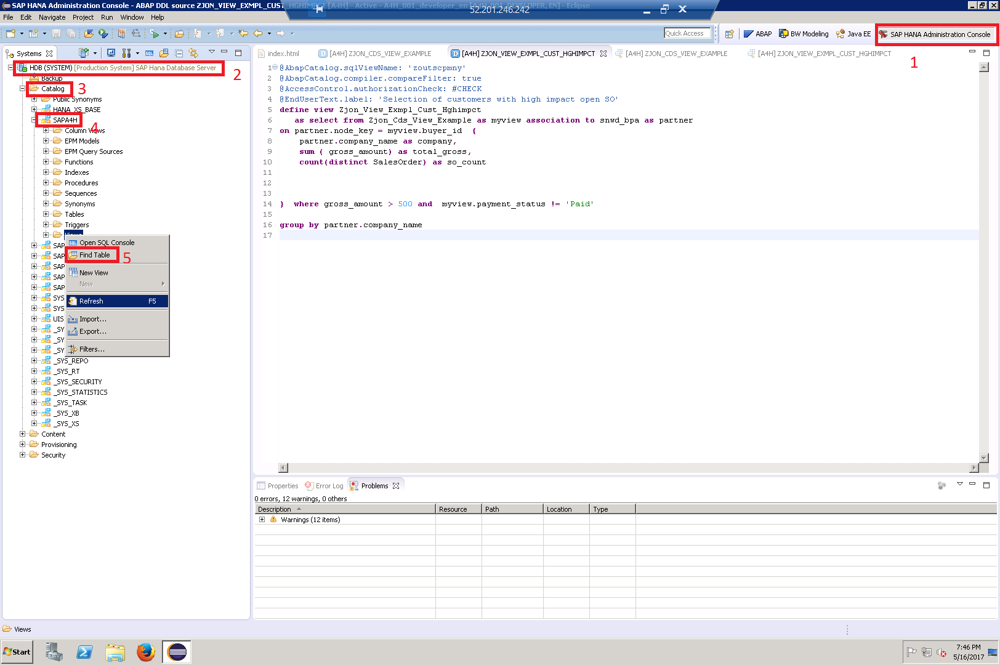 SAP HANA Administration Console - ABAP DDL source ZJON_VIEW_EXMPL_CUST_HGHIMPCT [A4H] - Active - A4H_001_developer_en [A4H_001_DEVELOPER, EN] - Eclipse
52.201.246.242
File Edit Navigate Project Run Window Help
Quick Access
ABAP BW Modeling Java EE SAP HANA Administration Console
1
Systems
HDB (SYSTEM) [Production System] SAP Hana Database Server
2
Backup
Catalog
3
Public Synonyms
HANA_XS_BASE
SAPA4H
4
Column Views
EPM Models
EPM Query Sources
Functions
Indexes
Procedures
Sequences
Synonyms
Tables
Triggers
Open SQL Console
Find Table
5
New View
New
Refresh F5
Import...
Export...
Filters...
SAP
SAP
SAP
SAP
SAP
SYS
SYS
UIS
_SY
_SY
_SY
_SYS_REPO
_SYS_RT
_SYS_SECURITY
_SYS_STATISTICS
_SYS_TASK
_SYS_XB
_SYS_XS
Content
Provisioning
Security
index.html [A4H] ZJON_CDS_VIEW_EXAMPLE [A4H] ZJON_VIEW_EXMPL_CUST_HGHIMPCT [A4H] ZJON_CDS_VIEW_EXAMPLE [A4H] ZJON_VIEW_EXMPL_CUST_HGHIMPCT
1 @AbapCatalog.sqlViewName: 'zoutscpmny'
2 @AbapCatalog.compiler.compareFilter: true
3 @AccessControl.authorizationCheck: #CHECK
4 @EndUserText.label: 'Selection of customers with high impact open SO'
5 define view Zjon_View_Exmpl_Cust_Hghimpct
6 as select from Zjon_Cds_View_Example as myview association to snwd_bpa as partner
7 on partner.node_key = myview.buyer_id {
8 partner.company_name as company,
9 sum ( gross_amount) as total_gross,
10 count(distinct SalesOrder) as so_count
11
12
13
14 } where gross_amount > 500 and myview.payment_status != 'Paid'
15
16 group by partner.company_name
17
Properties Error Log Problems
0 errors, 12 warnings, 0 others
Description Resource Path Location Type
Warnings (12 items)
Views
Start
7:46 PM
5/16/2017